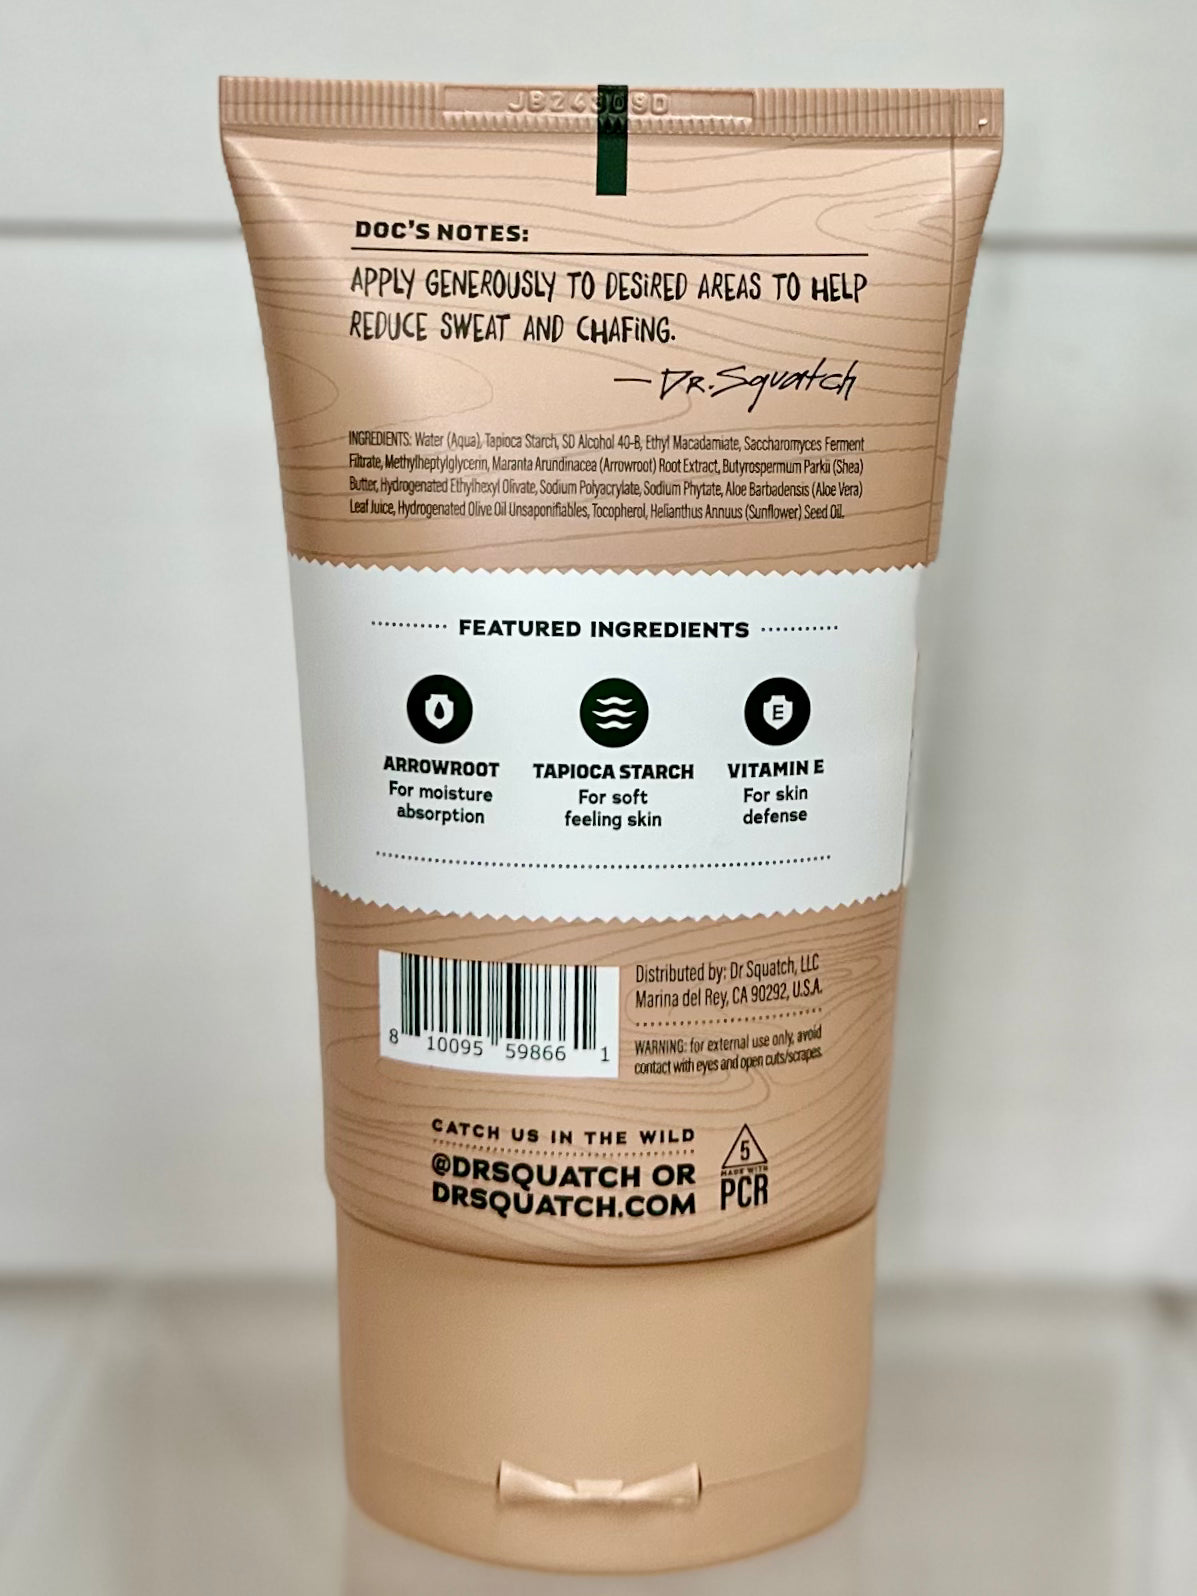 JB24309D
DOC'S NOTES:
APPLY GENEROUSLY TO DESiRED AREAS TO HELP
REDUCE SWEAT AND CHAFiNG.
— DR. Squatch
INGREDIENTS: Water (Aqua), Tapioca Starch, SD Alcohol 40-B, Ethyl Macadamiate, Saccharomyces Ferment
Filtrate, Methylheptylglycerin, Maranta Arundinacea (Arrowroot) Root Extract, Butyrospermum Parkii (Shea)
Butter, Hydrogenated Ethylhexyl Olivate, Sodium Polyacrylate, Sodium Phytate, Aloe Barbadensis (Aloe Vera)
Leaf Juice, Hydrogenated Olive Oil Unsaponifiables, Tocopherol, Helianthus Annuus (Sunflower) Seed Oil.
FEATURED INGREDIENTS
E
ARROWROOT
For moisture
absorption
TAPIOCA STARCH
For soft
feeling skin
VITAMIN E
For skin
defense
8 10095 59866 1
Distributed by: Dr Squatch, LLC
Marina del Rey, CA 90292, U.S.A.
WARNING: for external use only, avoid
contact with eyes and open cuts/scrapes.
CATCH US IN THE WILD
@DRSQUATCH OR
DRSQUATCH.COM
5
MADE WITH
PCR